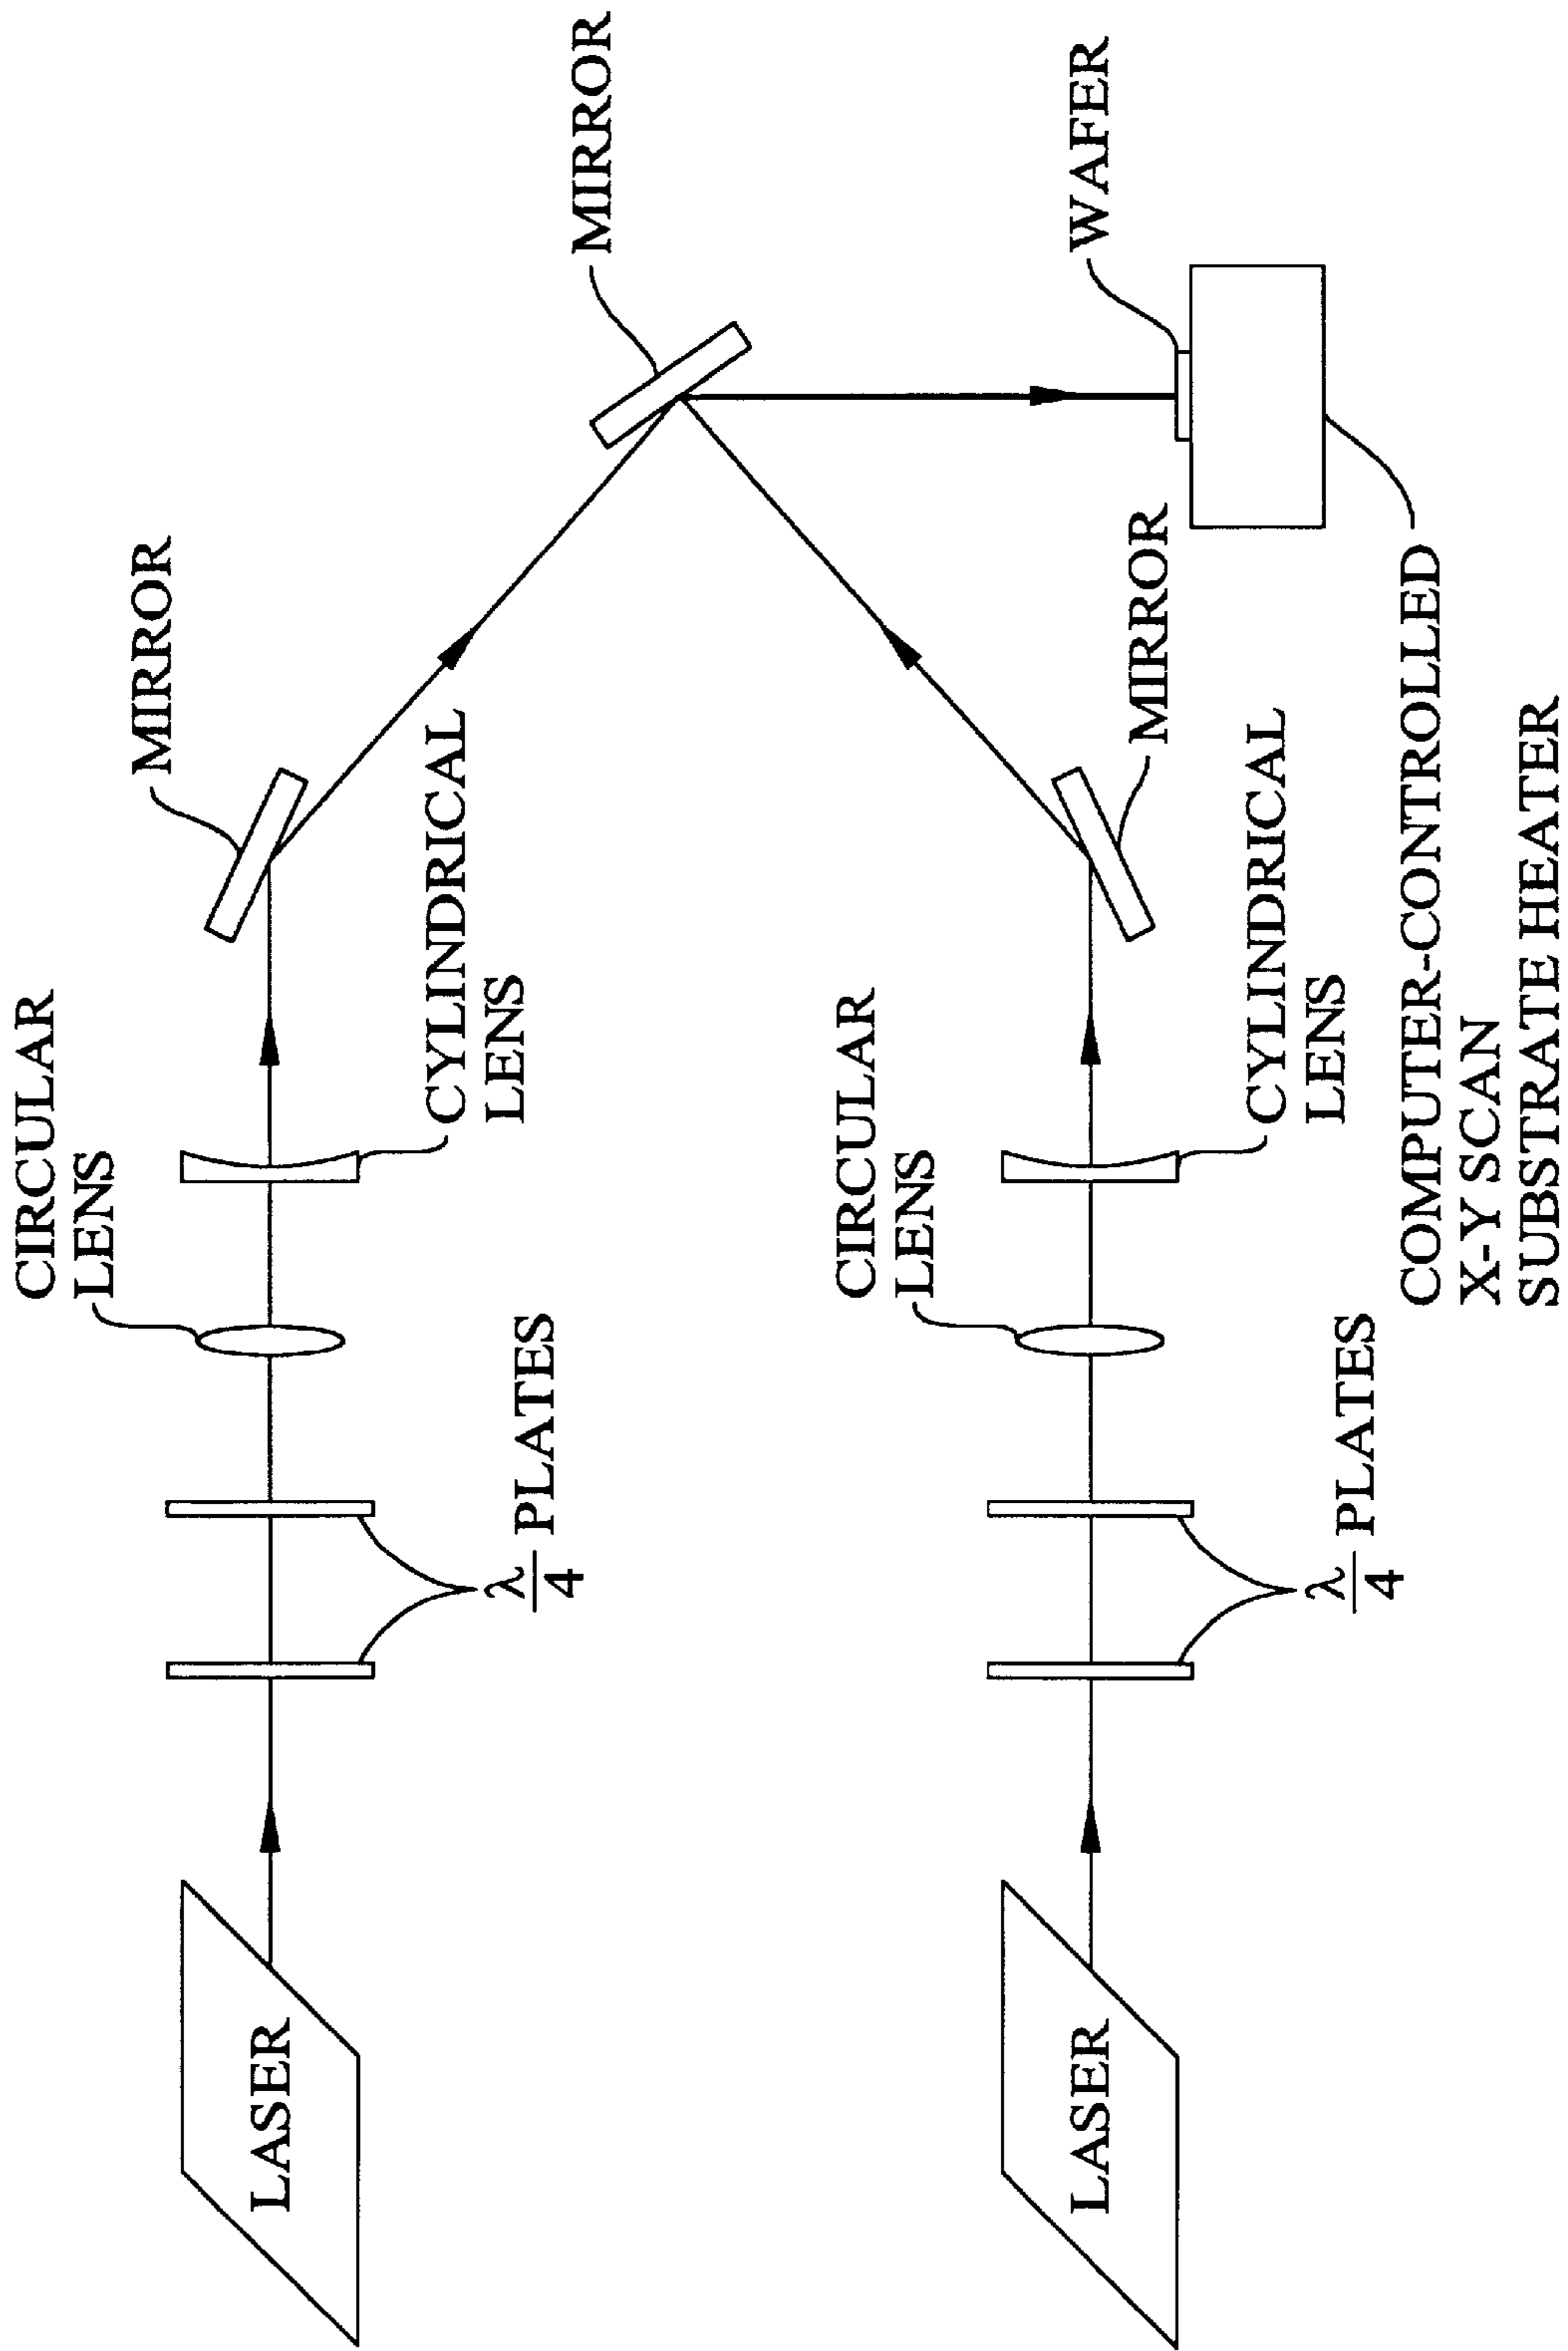 LASER
λ/4 PLATES
CIRCULAR
LENS
CYLINDRICAL
LENS
MIRROR
MIRROR
LASER
λ/4 PLATES
CIRCULAR
LENS
CYLINDRICAL
LENS
MIRROR
WAFER
COMPUTER-CONTROLLED
X-Y SCAN
SUBSTRATE HEATER